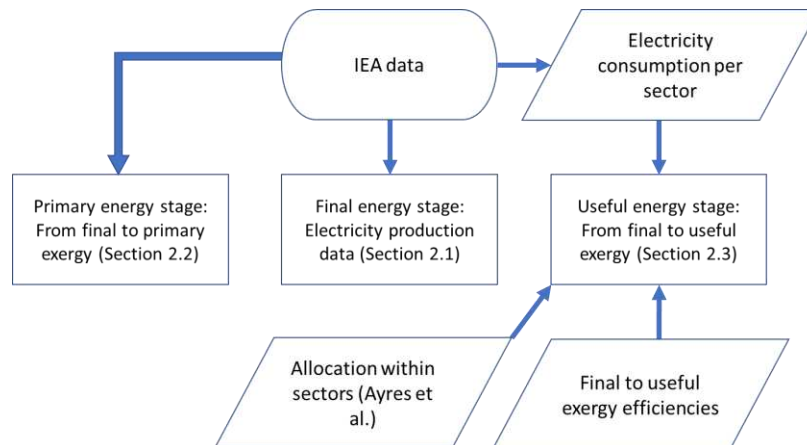 IEA data
Electricity
consumption per
sector
Primary energy stage:
From final to primary
exergy (Section 2.2)
Final energy stage:
Electricity production
data (Section 2.1)
Useful energy stage:
From final to useful
exergy (Section 2.3)
Allocation within
sectors (Ayres et
al.)
Final to useful
exergy efficiencies